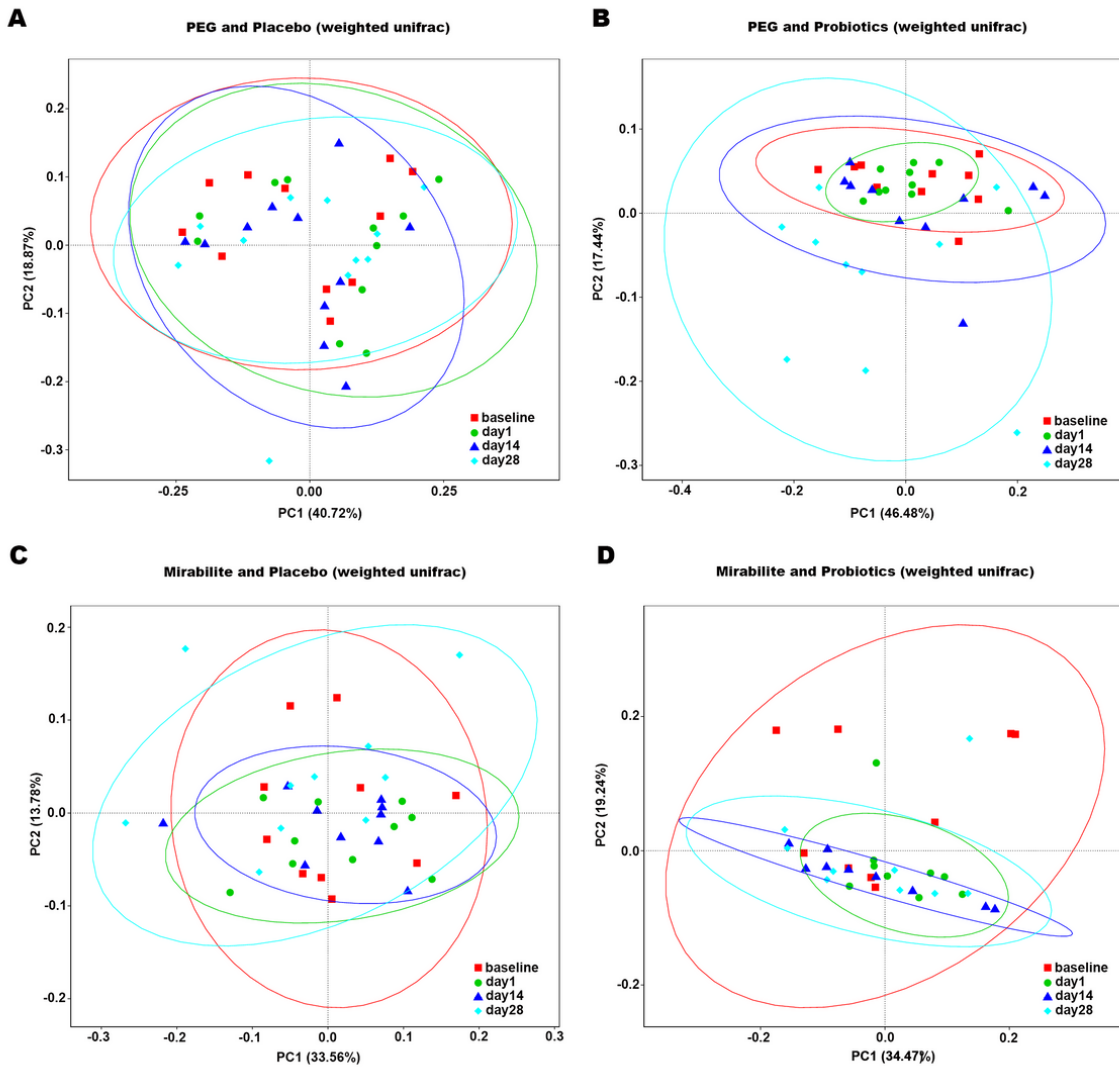 A
PEG and Placebo (weighted unifrac)
PC2 (18.87%)
0.2
0.1
0.0
-0.1
-0.2
-0.3
baseline
day1
day14
day28
-0.25
0.00
0.25
PC1 (40.72%)
B
PEG and Probiotics (weighted unifrac)
PC2 (17.44%)
0.1
0.0
-0.1
-0.2
-0.3
baseline
day1
day14
day28
-0.4
-0.2
0.0
0.2
PC1 (46.48%)
C
Mirabilite and Placebo (weighted unifrac)
PC2 (13.78%)
0.2
0.1
0.0
-0.1
-0.2
baseline
day1
day14
day28
-0.3
-0.2
-0.1
0.0
0.1
0.2
0.3
PC1 (33.56%)
D
Mirabilite and Probiotics (weighted unifrac)
PC2 (19.24%)
0.2
0.0
-0.2
baseline
day1
day14
day28
-0.2
0.0
0.2
PC1 (34.47%)